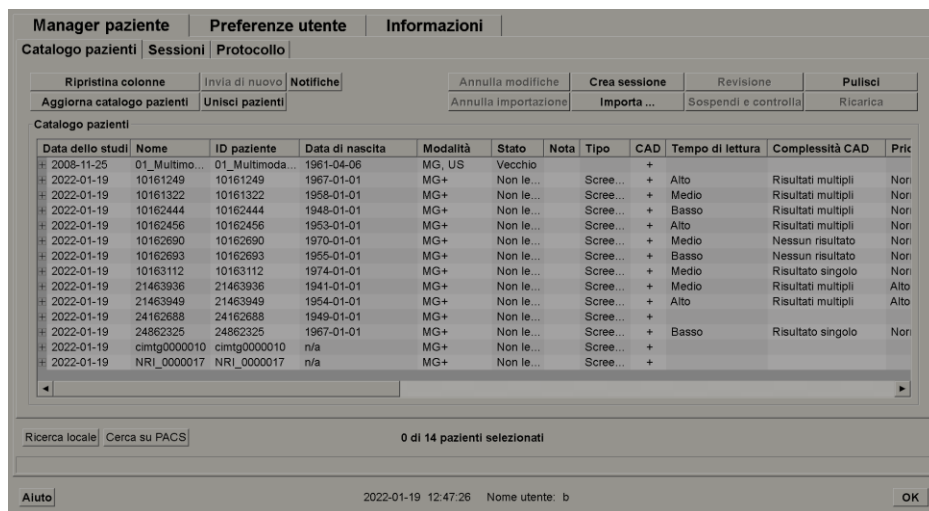 Manager paziente Preferenze utente Informazioni
Catalogo pazienti Sessioni Protocollo
Ripristina colonne Invia di nuovo Notifiche Annulla modifiche Crea sessione Revisione Pulisci
Aggiorna catalogo pazienti Unisci pazienti Annulla importazione Importa ... Sospendi e controlla Ricarica
Catalogo pazienti
Data dello studi Nome ID paziente Data di nascita Modalità Stato Nota Tipo CAD Tempo di lettura Complessità CAD Pric
+ 2008-11-25 01_Multimo... 01_Multimoda... 1961-04-06 MG, US Vecchio +
+ 2022-01-19 10161249 10161249 1967-01-01 MG+ Non le... Scree... + Alto Risultati multipli Nor
+ 2022-01-19 10161322 10161322 1958-01-01 MG+ Non le... Scree... + Medio Risultati multipli Nor
+ 2022-01-19 10162444 10162444 1948-01-01 MG+ Non le... Scree... + Basso Risultati multipli Nor
+ 2022-01-19 10162456 10162456 1953-01-01 MG+ Non le... Scree... + Alto Risultati multipli Nor
+ 2022-01-19 10162690 10162690 1970-01-01 MG+ Non le... Scree... + Medio Nessun risultato Nor
+ 2022-01-19 10162693 10162693 1955-01-01 MG+ Non le... Scree... + Basso Nessun risultato Nor
+ 2022-01-19 10163112 10163112 1974-01-01 MG+ Non le... Scree... + Medio Risultato singolo Nor
+ 2022-01-19 21463936 21463936 1941-01-01 MG+ Non le... Scree... + Medio Risultati multipli Alto
+ 2022-01-19 21463949 21463949 1954-01-01 MG+ Non le... Scree... + Alto Risultati multipli Alto
+ 2022-01-19 24162688 24162688 1949-01-01 MG+ Non le... Scree... +
+ 2022-01-19 24862325 24862325 1967-01-01 MG+ Non le... Scree... + Basso Risultato singolo Nor
+ 2022-01-19 cimtg0000010 cimtg0000010 n/a MG+ Non le... Scree... +
+ 2022-01-19 NRI_0000017 NRI_0000017 n/a MG+ Non le... Scree... +
Ricerca locale Cerca su PACS 0 di 14 pazienti selezionati
Aiuto 2022-01-19 12:47:26 Nome utente: b OK